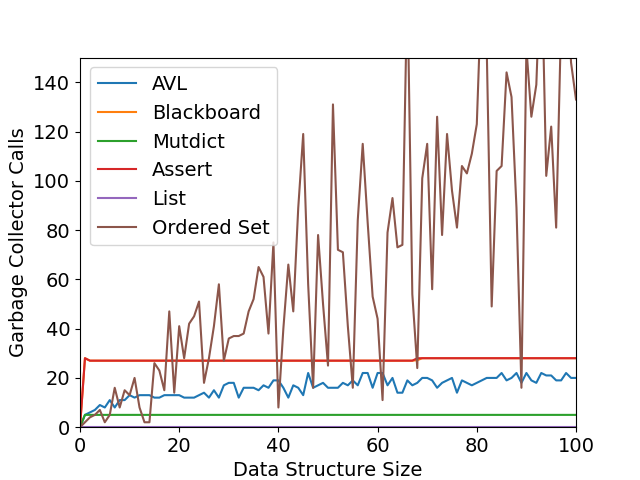 140
120
100
80
60
40
20
0
Garbage Collector Calls
AVL
Blackboard
Mutdict
Assert
List
Ordered Set
0 20 40 60 80 100
Data Structure Size